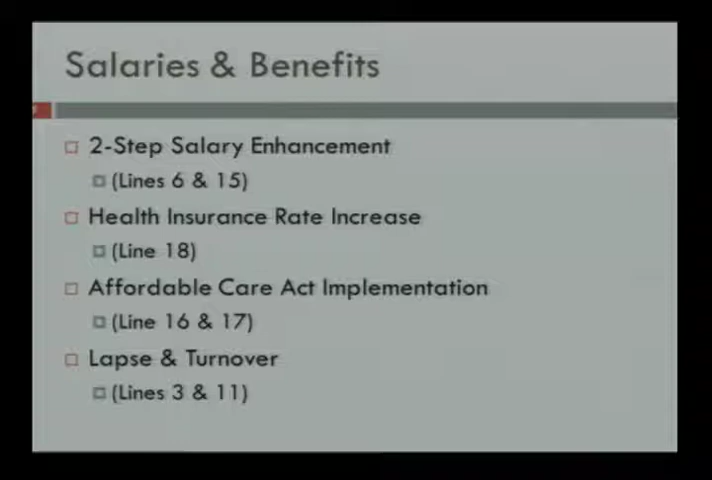 Salaries & Benefits
2-Step Salary Enhancement
(Lines 6 & 15)
Health Insurance Rate Increase
(Line 18)
Affordable Care Act Implementation
(Line 16 & 17)
Lapse & Turnover
(Lines 3 & 11)